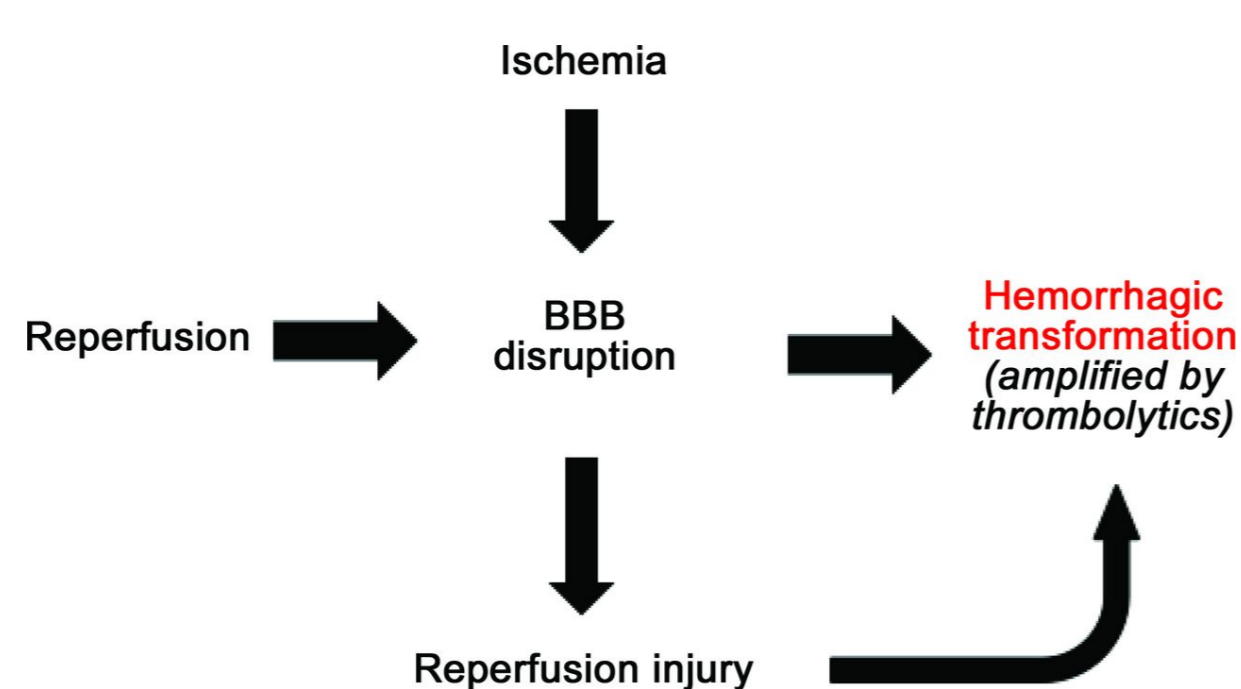 Ischemia
Reperfusion
BBB
disruption
Hemorrhagic
transformation
(amplified by
thrombolytics)
Reperfusion injury